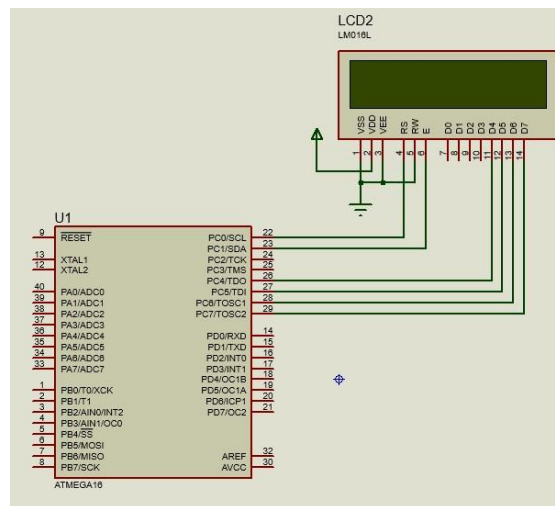 LCD2
LM016L
VSS VDD VEE RS RW E D0 D1 D2 D3 D4 D5 D6 D7
1 2 3 4 5 6 7 8 9 10 11 12 13 14
U1
9 RESET PC0/SCL 22
PC1/SDA 23
13 XTAL1 PC2/TCK 24
12 XTAL2 PC3/TMS 25
PC4/TDO 26
40 PA0/ADC0 PC5/TDI 27
39 PA1/ADC1 PC6/TOSC1 28
38 PA2/ADC2 PC7/TOSC2 29
37 PA3/ADC3
36 PA4/ADC4 PD0/RXD 14
35 PA5/ADC5 PD1/TXD 15
34 PA6/ADC6 PD2/INT0 16
33 PA7/ADC7 PD3/INT1 17
PD4/OC1B 18
1 PB0/T0/XCK PD5/OC1A 19
2 PB1/T1 PD6/ICP1 20
3 PB2/AIN0/INT2 PD7/OC2 21
4 PB3/AIN1/OC0
5 PB4/SS
6 PB5/MOSI
7 PB6/MISO AREF 32
8 PB7/SCK AVCC 30
ATMEGA16